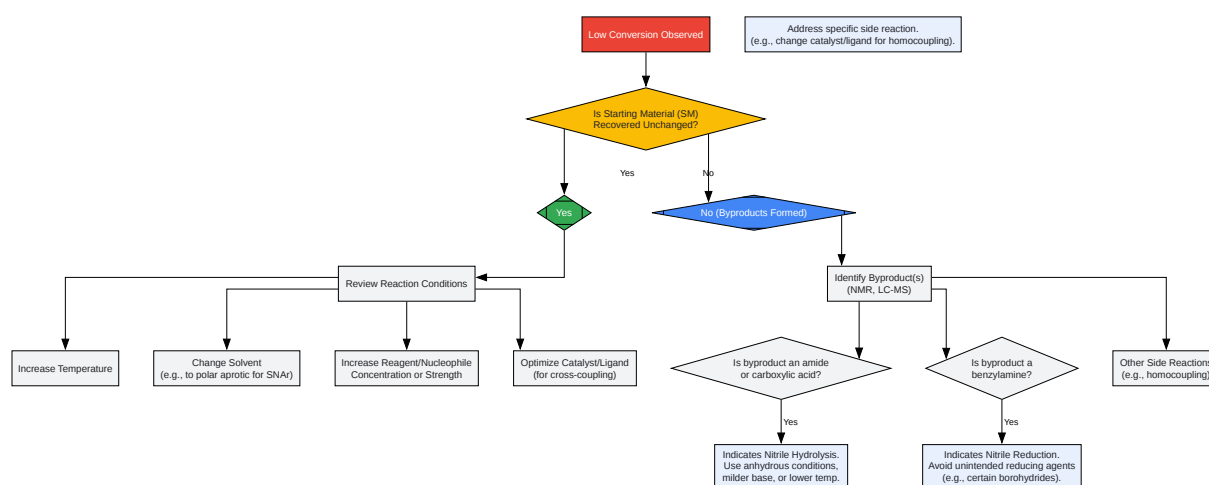 Low Conversion Observed
Address specific side reaction.
(e.g., change catalyst/ligand for homocoupling).
Is Starting Material (SM)
Recovered Unchanged?
Yes
No
Yes
No (Byproducts Formed)
Review Reaction Conditions
Identify Byproduct(s)
(NMR, LC-MS)
Increase Temperature
Change Solvent
(e.g., to polar aprotic for SNAr)
Increase Reagent/Nucleophile
Concentration or Strength
Optimize Catalyst/Ligand
(for cross-coupling)
Is byproduct an amide
or carboxylic acid?
Is byproduct a
benzylamine?
Other Side Reactions
(e.g., homocoupling)
Yes
Yes
Indicates Nitrile Hydrolysis.
Use anhydrous conditions,
milder base, or lower temp.
Indicates Nitrile Reduction.
Avoid unintended reducing agents
(e.g., certain borohydrides).